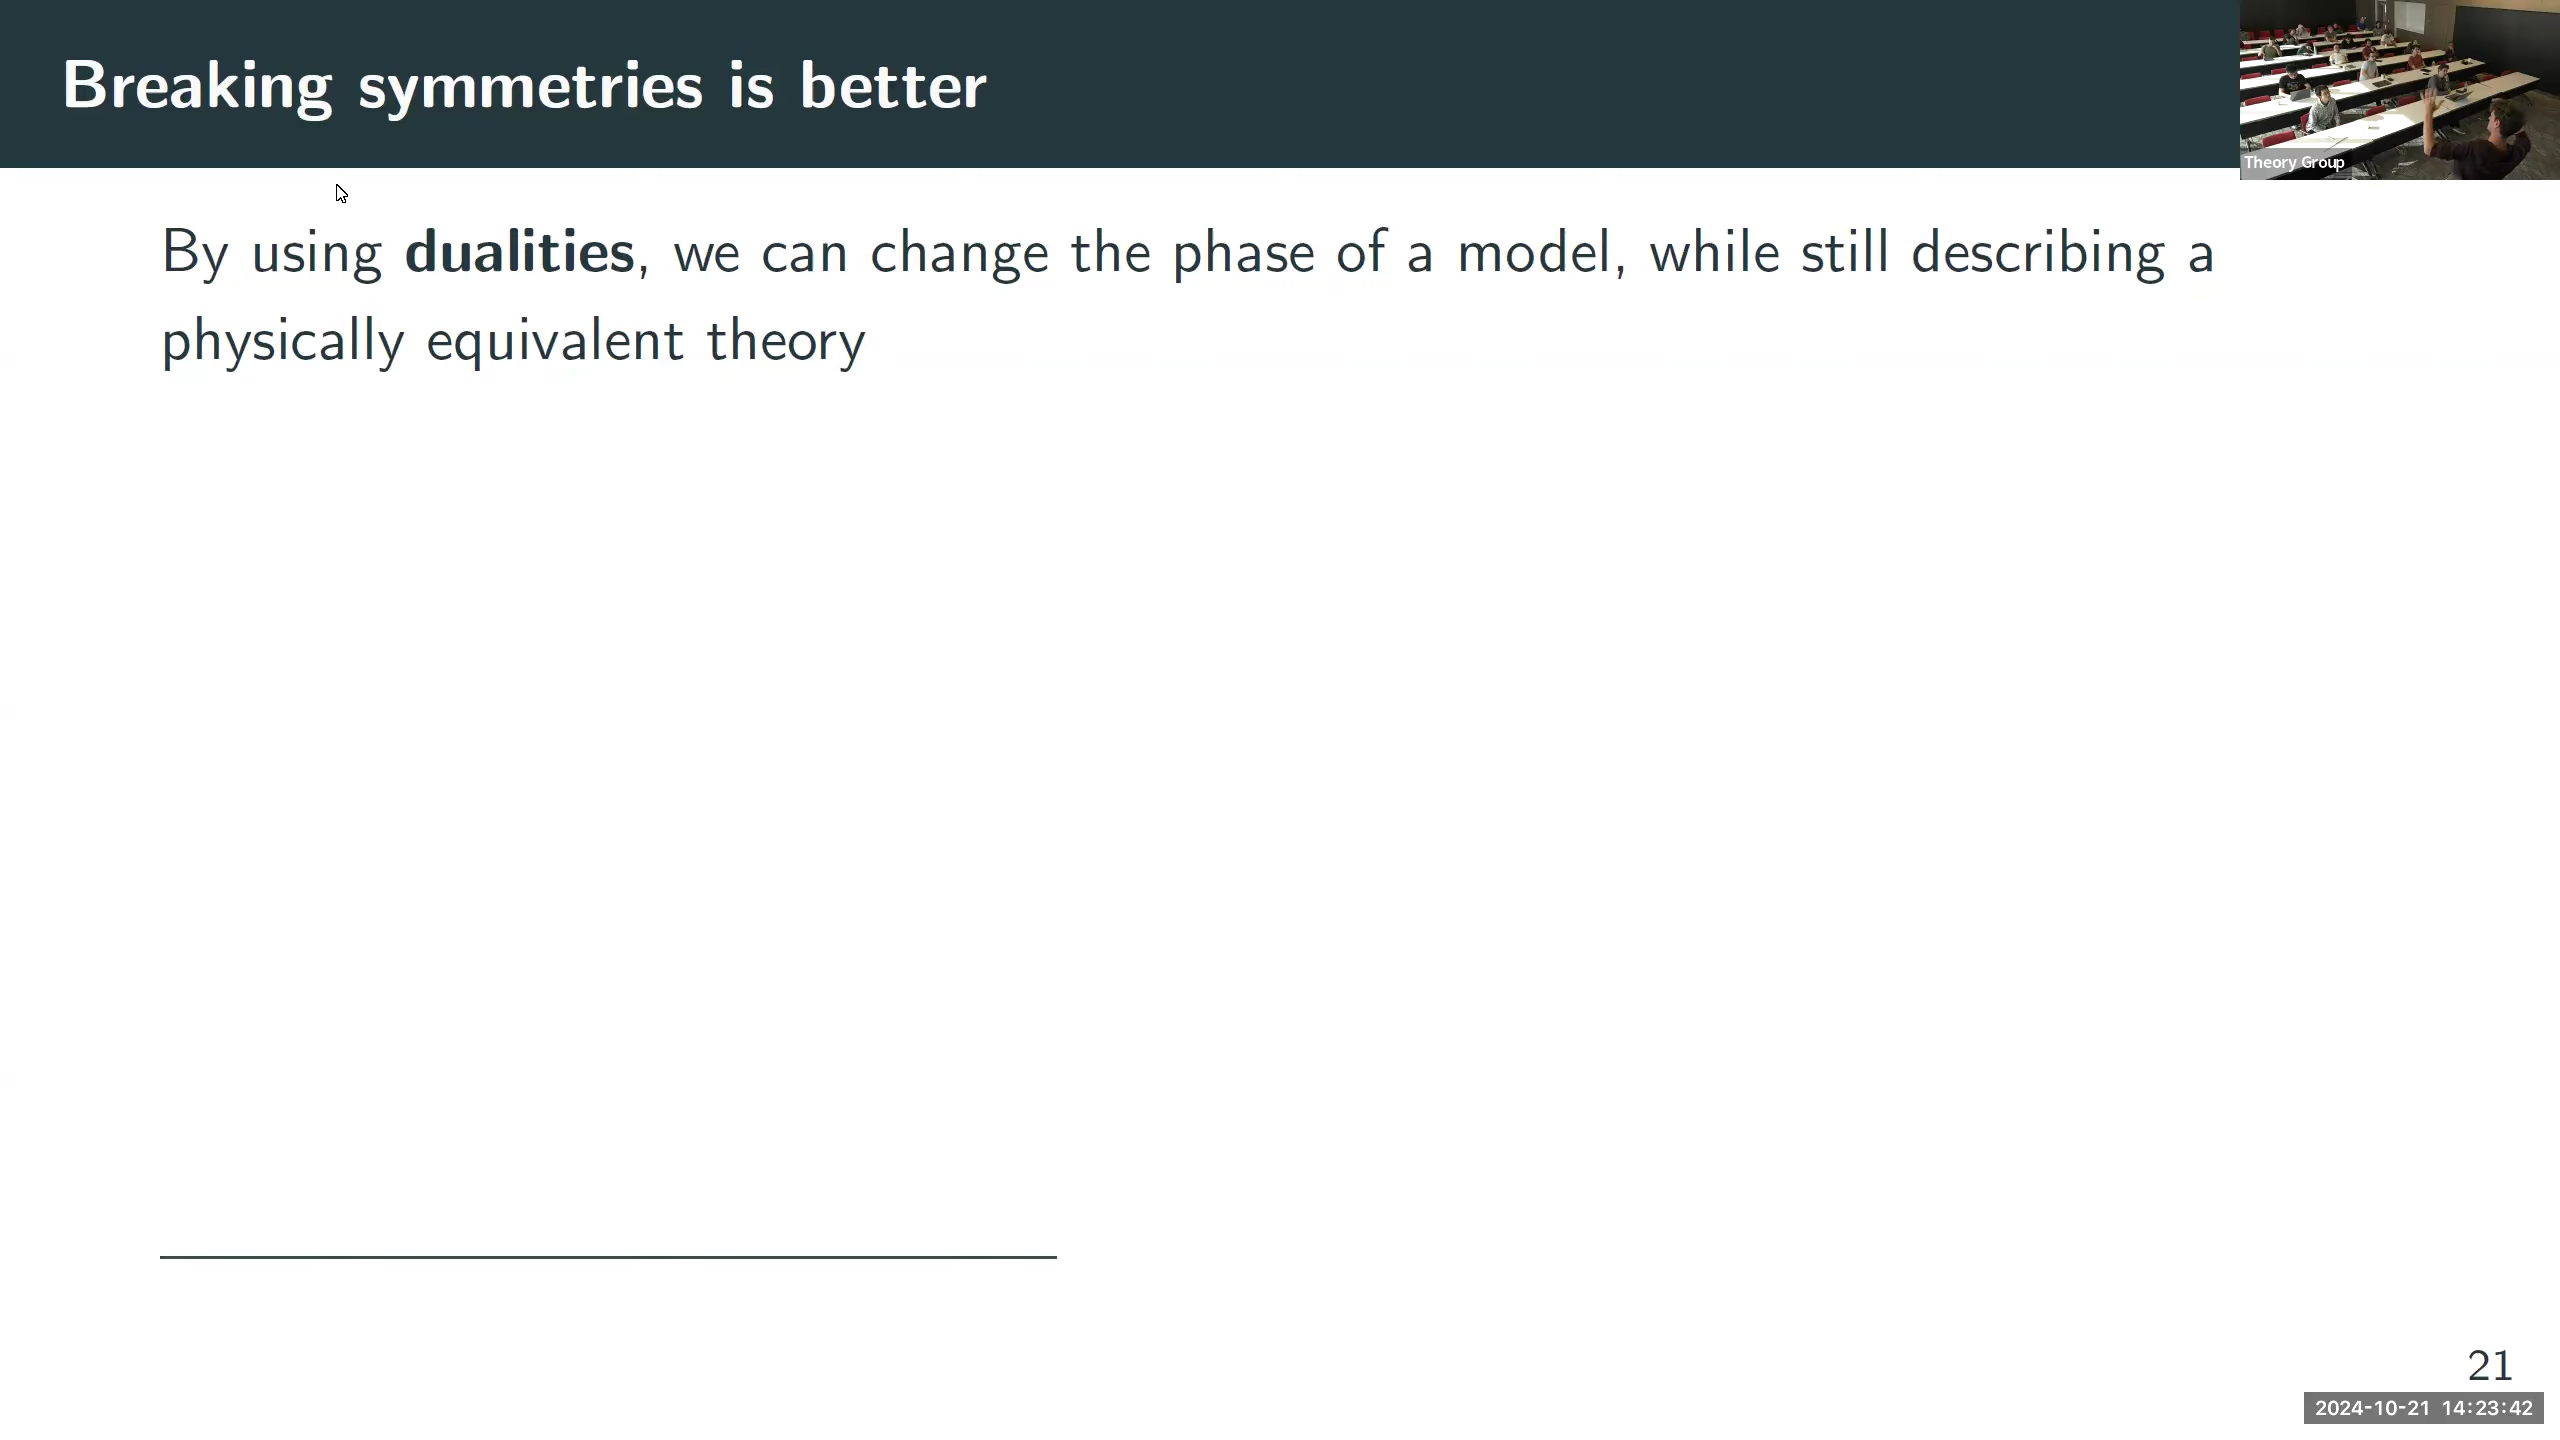 Breaking symmetries is better
Theory Group
By using dualities, we can change the phase of a model, while still describing a
physically equivalent theory
21
2024-10-21 14:23:42